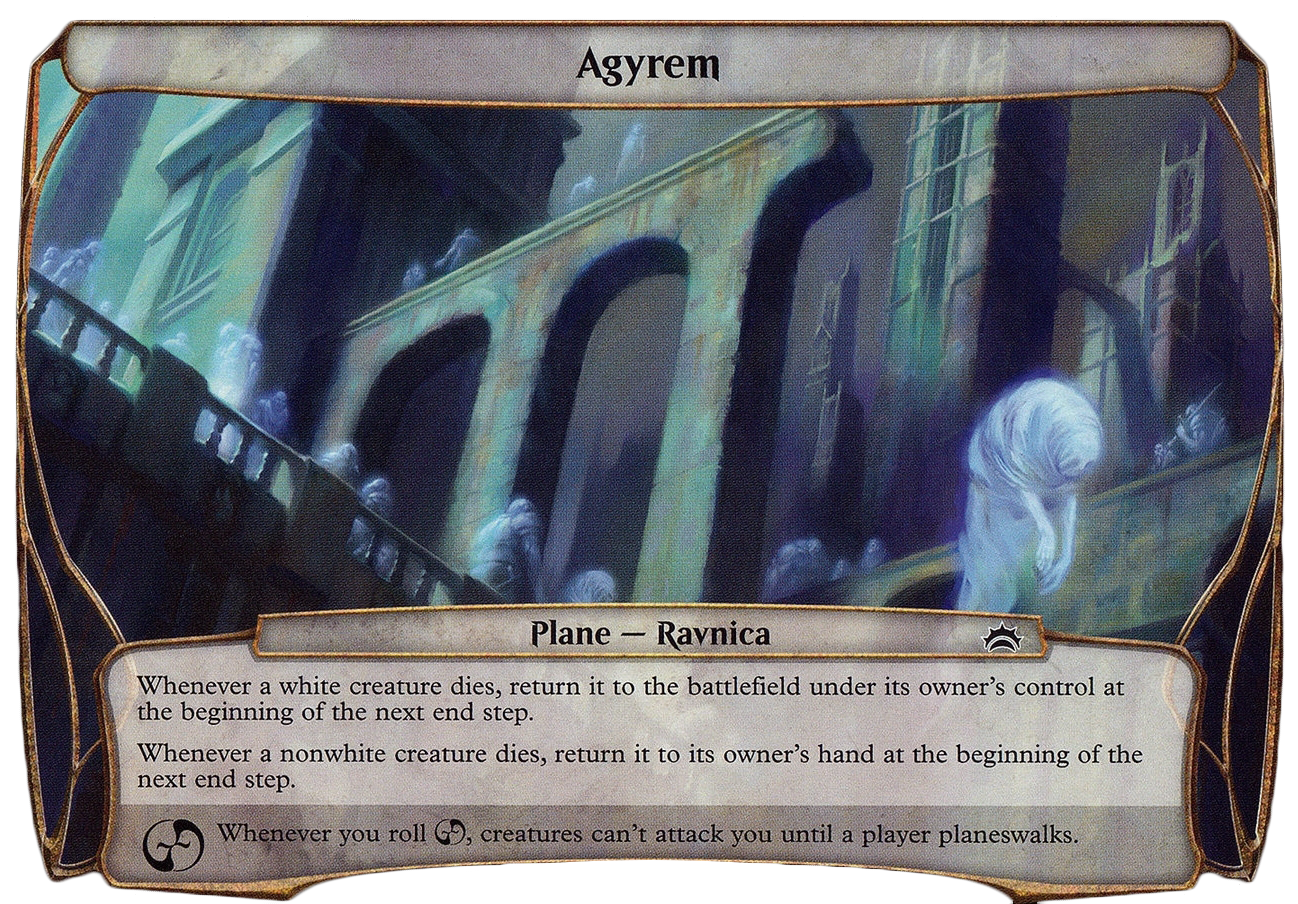 Agyrem
Plane — Ravnica
Whenever a white creature dies, return it to the battlefield under its owner's control at
the beginning of the next end step.
Whenever a nonwhite creature dies, return it to its owner's hand at the beginning of the
next end step.
Whenever you roll , creatures can't attack you until a player planeswalks.